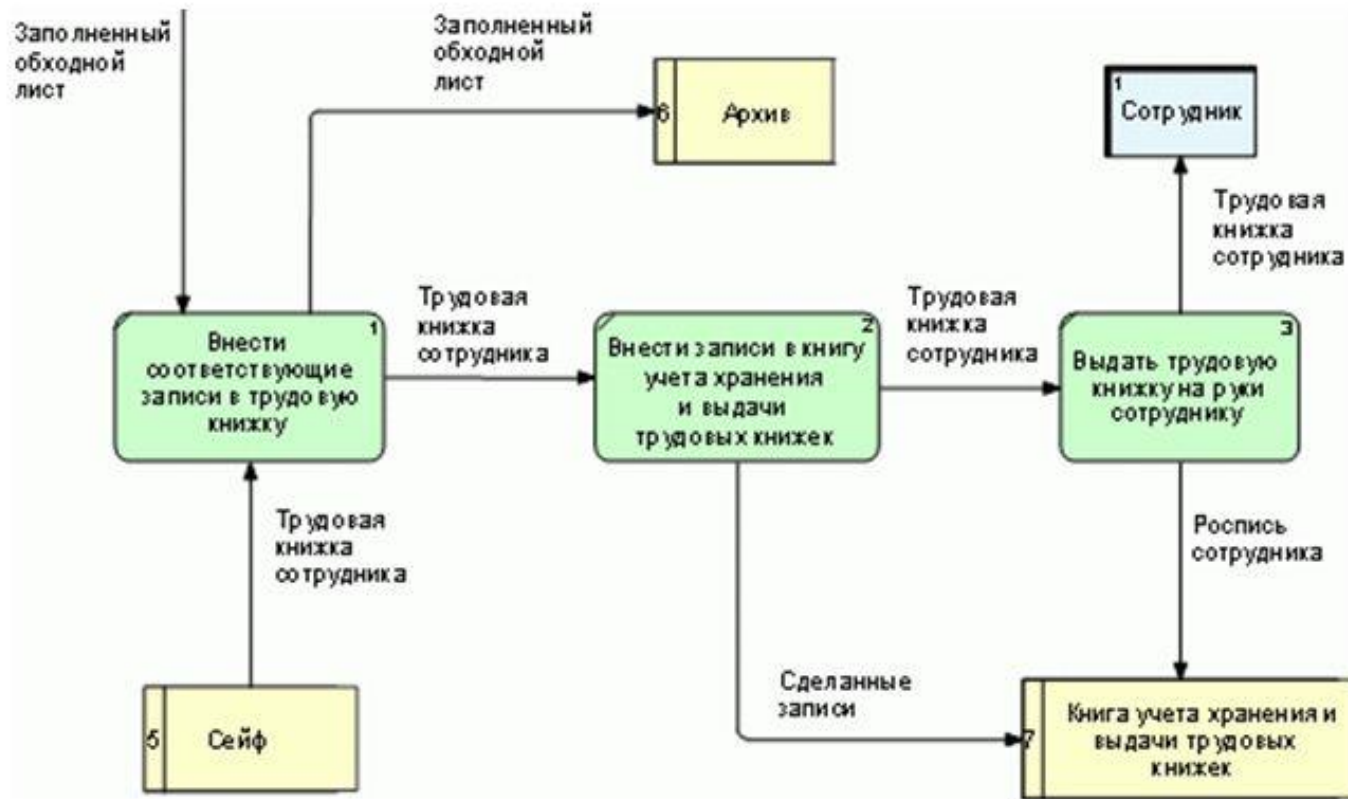 Заполненный
обходной
лист
Заполненный
обходной
лист
6
Архив
1
Сотрудник
Трудовая
книжка
сотрудника
1
Внести
соответствующие
записи в трудовую
книжку
Трудовая
книжка
сотрудника
2
Внести записи в книгу
учета хранения
и выдачи
трудовых книжек
Трудовая
книжка
сотрудника
3
Выдать трудовую
книжку на руки
сотруднику
Трудовая
книжка
сотрудника
Роспись
сотрудника
5
Сейф
Сделанные
записи
7
Книга учета хранения и
выдачи трудовых
книжек